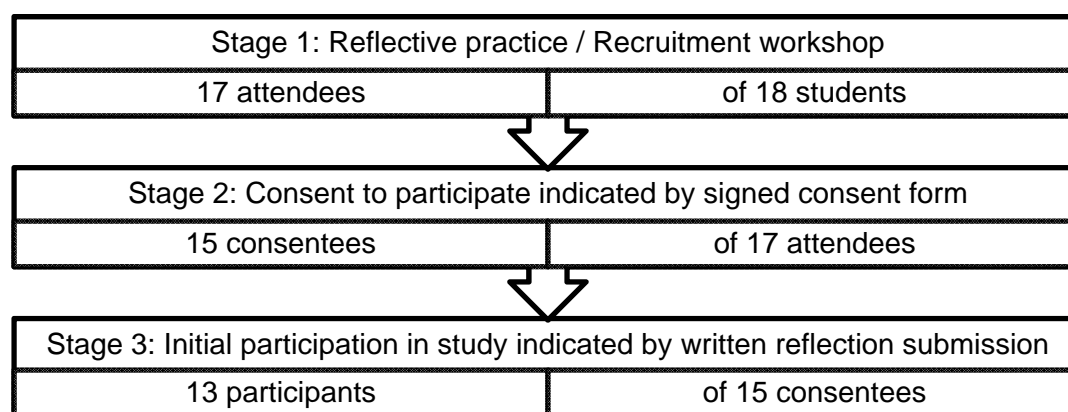 Stage 1: Reflective practice / Recruitment workshop
17 attendees of 18 students
Stage 2: Consent to participate indicated by signed consent form
15 consentees of 17 attendees
Stage 3: Initial participation in study indicated by written reflection submission
13 participants of 15 consentees